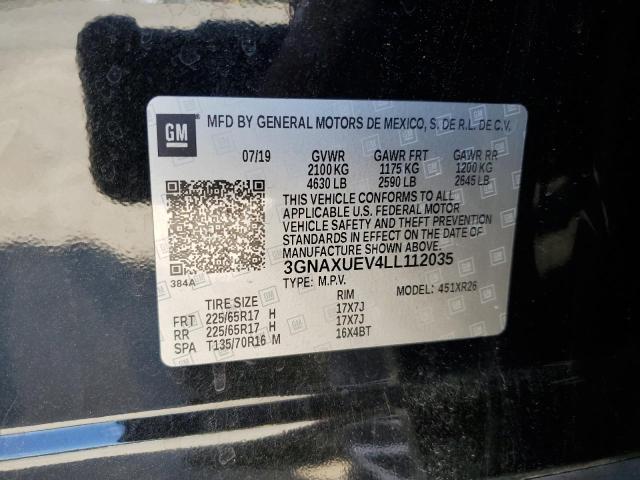 GM MFD BY GENERAL MOTORS DE MEXICO, S. DE R.L. DE C.V.
07/19 GVWR GAWR FRT GAWR RR
2100 KG 1175 KG 1200 KG
4630 LB 2590 LB 2645 LB
THIS VEHICLE CONFORMS TO ALL
APPLICABLE U.S. FEDERAL MOTOR
VEHICLE SAFETY AND THEFT PREVENTION
STANDARDS IN EFFECT ON THE DATE OF
MANUFACTURE SHOWN ABOVE.
3GNAXUEV4LL112035
384A TYPE: M.P.V. MODEL: 451XR26
TIRE SIZE RIM
FRT 225/65R17 H 17X7J
RR 225/65R17 H 17X7J
SPA T135/70R16 M 16X4BT